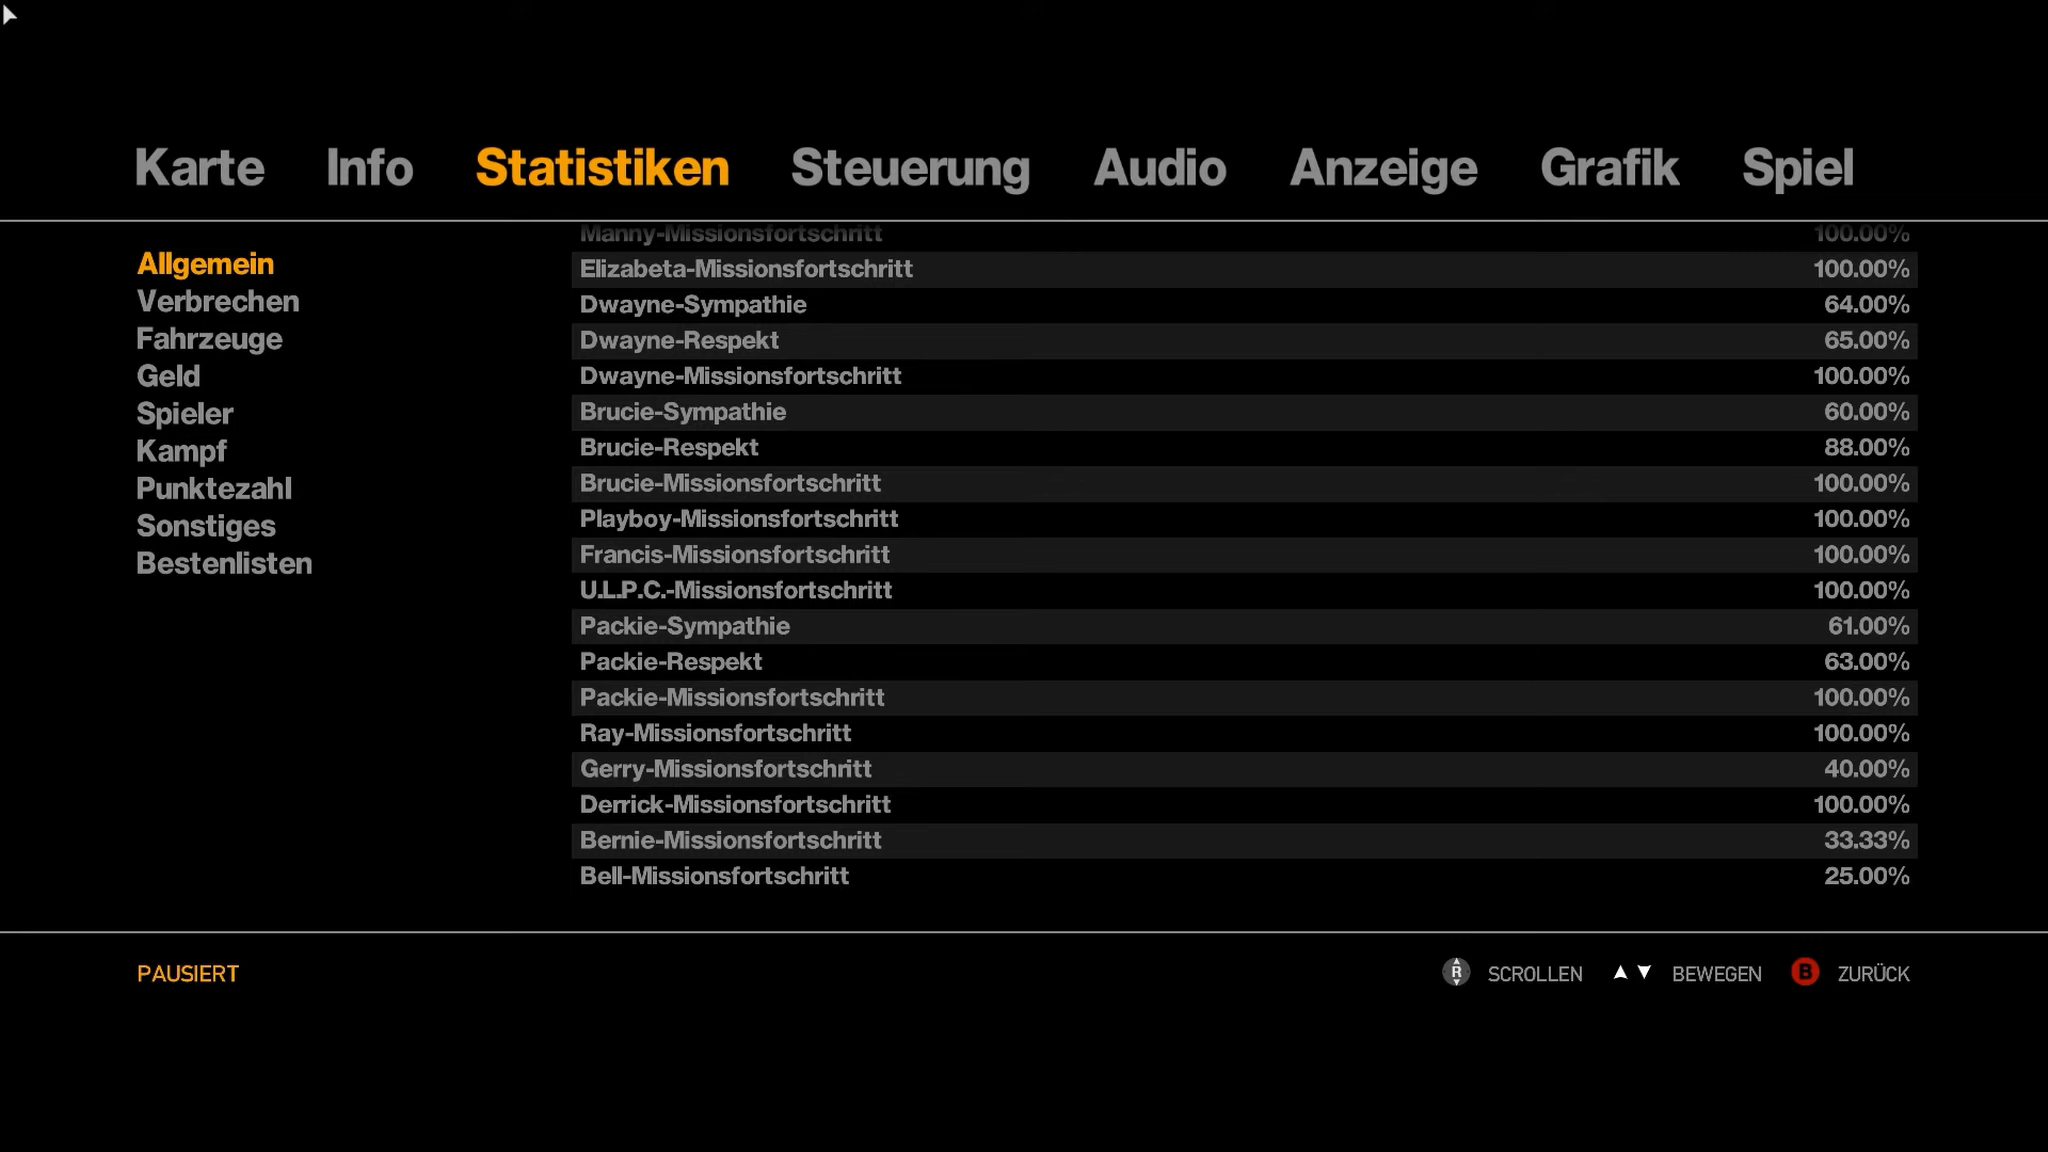 Karte Info Statistiken Steuerung Audio Anzeige Grafik Spiel
Allgemein
Verbrechen
Fahrzeuge
Geld
Spieler
Kampf
Punktezahl
Sonstiges
Bestenlisten
Manny-Missionsfortschritt 100.00%
Elizabeta-Missionsfortschritt 100.00%
Dwayne-Sympathie 64.00%
Dwayne-Respekt 65.00%
Dwayne-Missionsfortschritt 100.00%
Brucie-Sympathie 60.00%
Brucie-Respekt 88.00%
Brucie-Missionsfortschritt 100.00%
Playboy-Missionsfortschritt 100.00%
Francis-Missionsfortschritt 100.00%
U.L.P.C.-Missionsfortschritt 100.00%
Packie-Sympathie 61.00%
Packie-Respekt 63.00%
Packie-Missionsfortschritt 100.00%
Ray-Missionsfortschritt 100.00%
Gerry-Missionsfortschritt 40.00%
Derrick-Missionsfortschritt 100.00%
Bernie-Missionsfortschritt 33.33%
Bell-Missionsfortschritt 25.00%
PAUSIERT
R SCROLLEN ▲▼ BEWEGEN B ZURÜCK